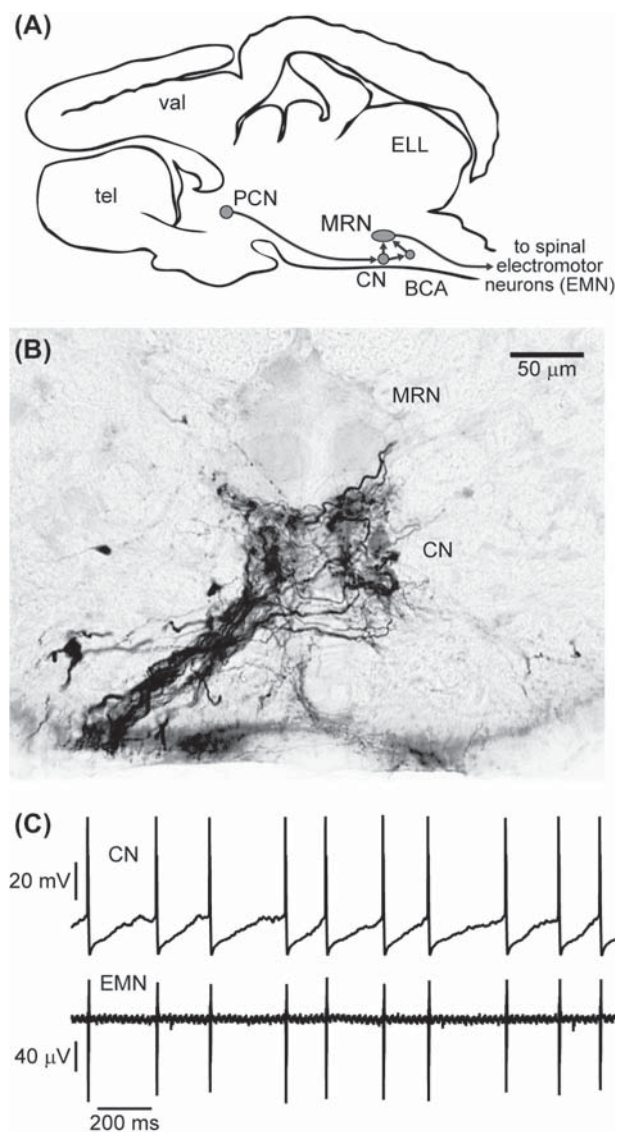 (A)
val
ELL
tel
PCN
MRN
CN
BCA
to spinal
electromotor
neurons (EMN)
(B)
50 μm
MRN
CN
(C)
CN
20 mV
EMN
40 μV
200 ms